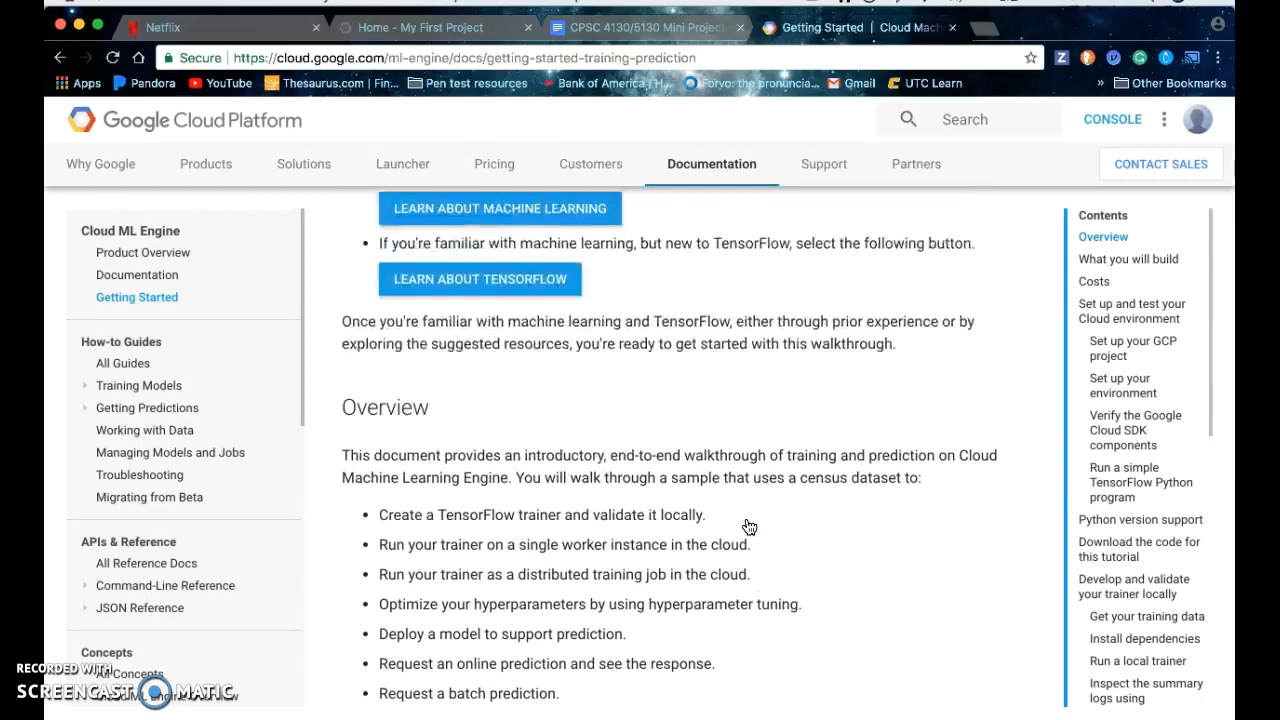 Netflix
Home - My First Project
CPSC 4130/5130 Mini Project
Getting Started | Cloud Mach
Secure https://cloud.google.com/ml-engine/docs/getting-started-training-prediction
Apps Pandora YouTube Thesaurus.com | Fin... Pen test resources Bank of America | H... Forvo: the pronuncia... Gmail UTC Learn » Other Bookmarks
Google Cloud Platform
Search
CONSOLE
Why Google Products Solutions Launcher Pricing Customers Documentation Support Partners CONTACT SALES
Cloud ML Engine
Product Overview
Documentation
Getting Started
How-to Guides
All Guides
Training Models
Getting Predictions
Working with Data
Managing Models and Jobs
Troubleshooting
Migrating from Beta
APIs & Reference
All Reference Docs
Command-Line Reference
JSON Reference
Concepts
All Concepts
LEARN ABOUT MACHINE LEARNING
• If you're familiar with machine learning, but new to TensorFlow, select the following button.
LEARN ABOUT TENSORFLOW
Once you're familiar with machine learning and TensorFlow, either through prior experience or by
exploring the suggested resources, you're ready to get started with this walkthrough.
Overview
This document provides an introductory, end-to-end walkthrough of training and prediction on Cloud
Machine Learning Engine. You will walk through a sample that uses a census dataset to:
• Create a TensorFlow trainer and validate it locally.
• Run your trainer on a single worker instance in the cloud.
• Run your trainer as a distributed training job in the cloud.
• Optimize your hyperparameters by using hyperparameter tuning.
• Deploy a model to support prediction.
• Request an online prediction and see the response.
• Request a batch prediction.
Contents
Overview
What you will build
Costs
Set up and test your
Cloud environment
Set up your GCP
project
Set up your
environment
Verify the Google
Cloud SDK
components
Run a simple
TensorFlow Python
program
Python version support
Download the code for
this tutorial
Develop and validate
your trainer locally
Get your training data
Install dependencies
Run a local trainer
Inspect the summary
logs using
RECORDED WITH
SCREENCAST MATIC